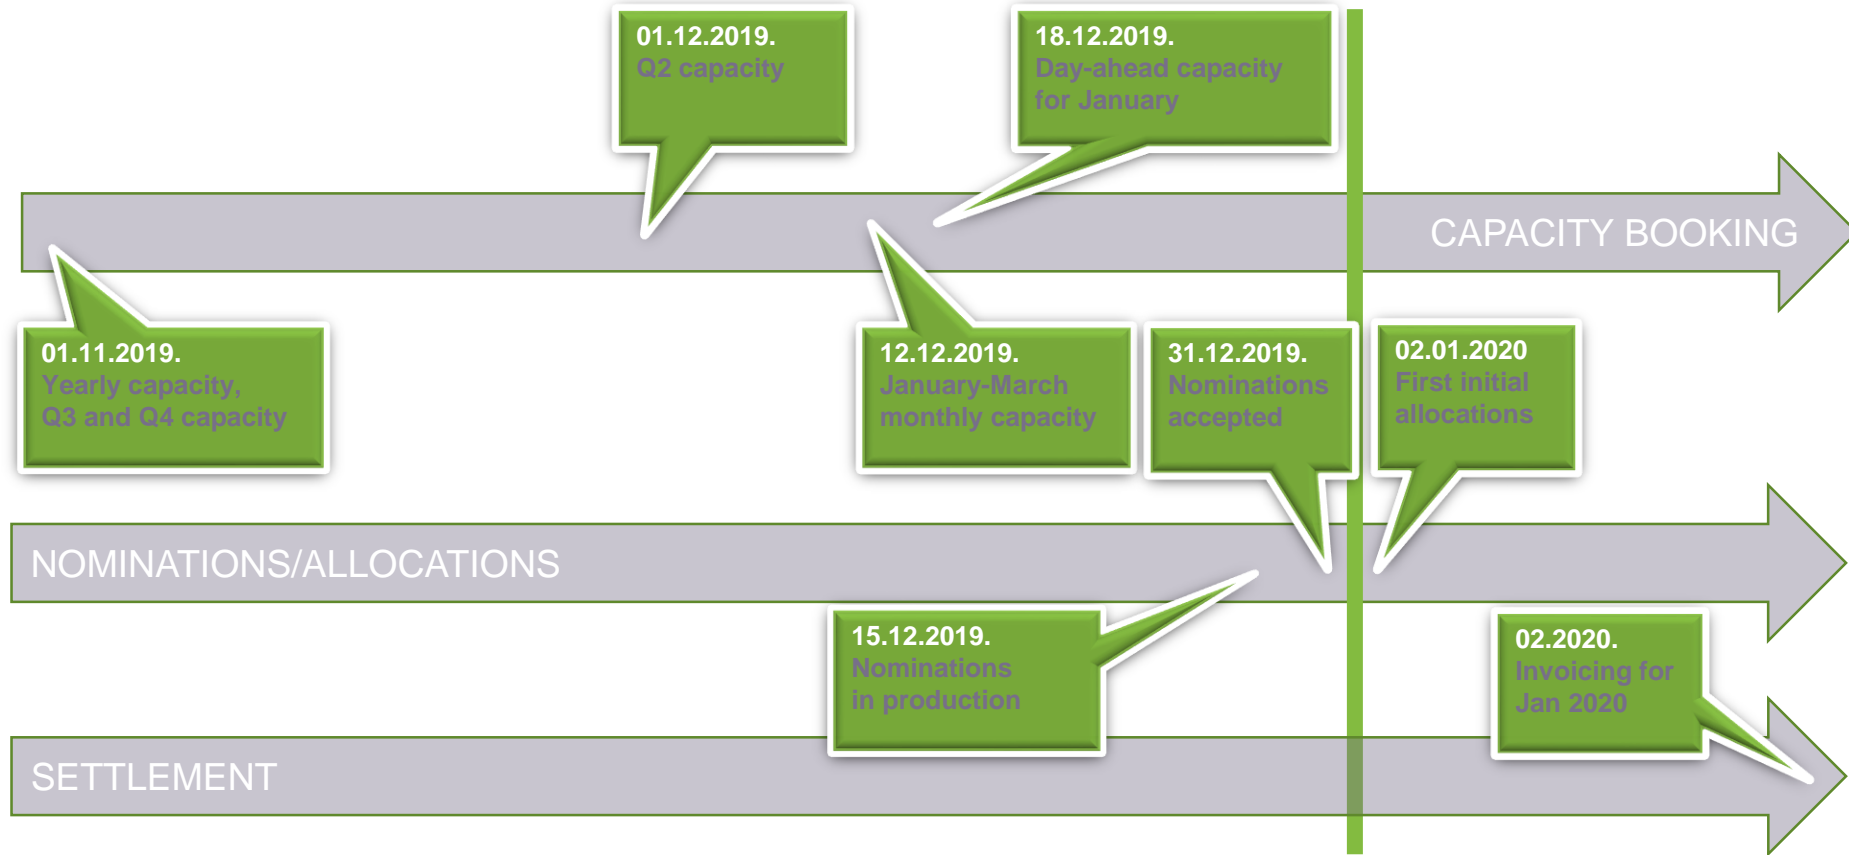 01.12.2019.
Q2 capacity
18.12.2019.
Day-ahead capacity
for January
CAPACITY BOOKING
01.11.2019.
Yearly capacity,
Q3 and Q4 capacity
12.12.2019.
January-March
monthly capacity
31.12.2019.
Nominations
accepted
02.01.2020
First initial
allocations
NOMINATIONS/ALLOCATIONS
15.12.2019.
Nominations
in production
02.2020.
Invoicing for
Jan 2020
SETTLEMENT